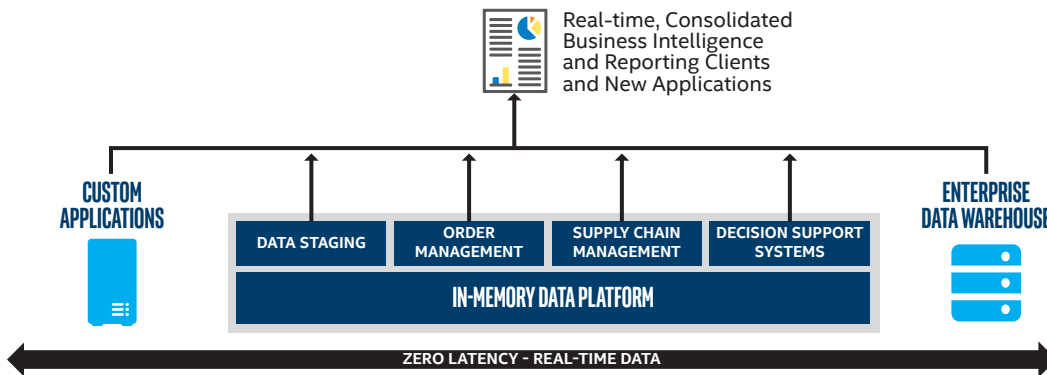 Real-time, Consolidated
Business Intelligence
and Reporting Clients
and New Applications
CUSTOM
APPLICATIONS
ENTERPRISE
DATA WAREHOUSE
DATA STAGING
ORDER
MANAGEMENT
SUPPLY CHAIN
MANAGEMENT
DECISION SUPPORT
SYSTEMS
IN-MEMORY DATA PLATFORM
ZERO LATENCY - REAL-TIME DATA